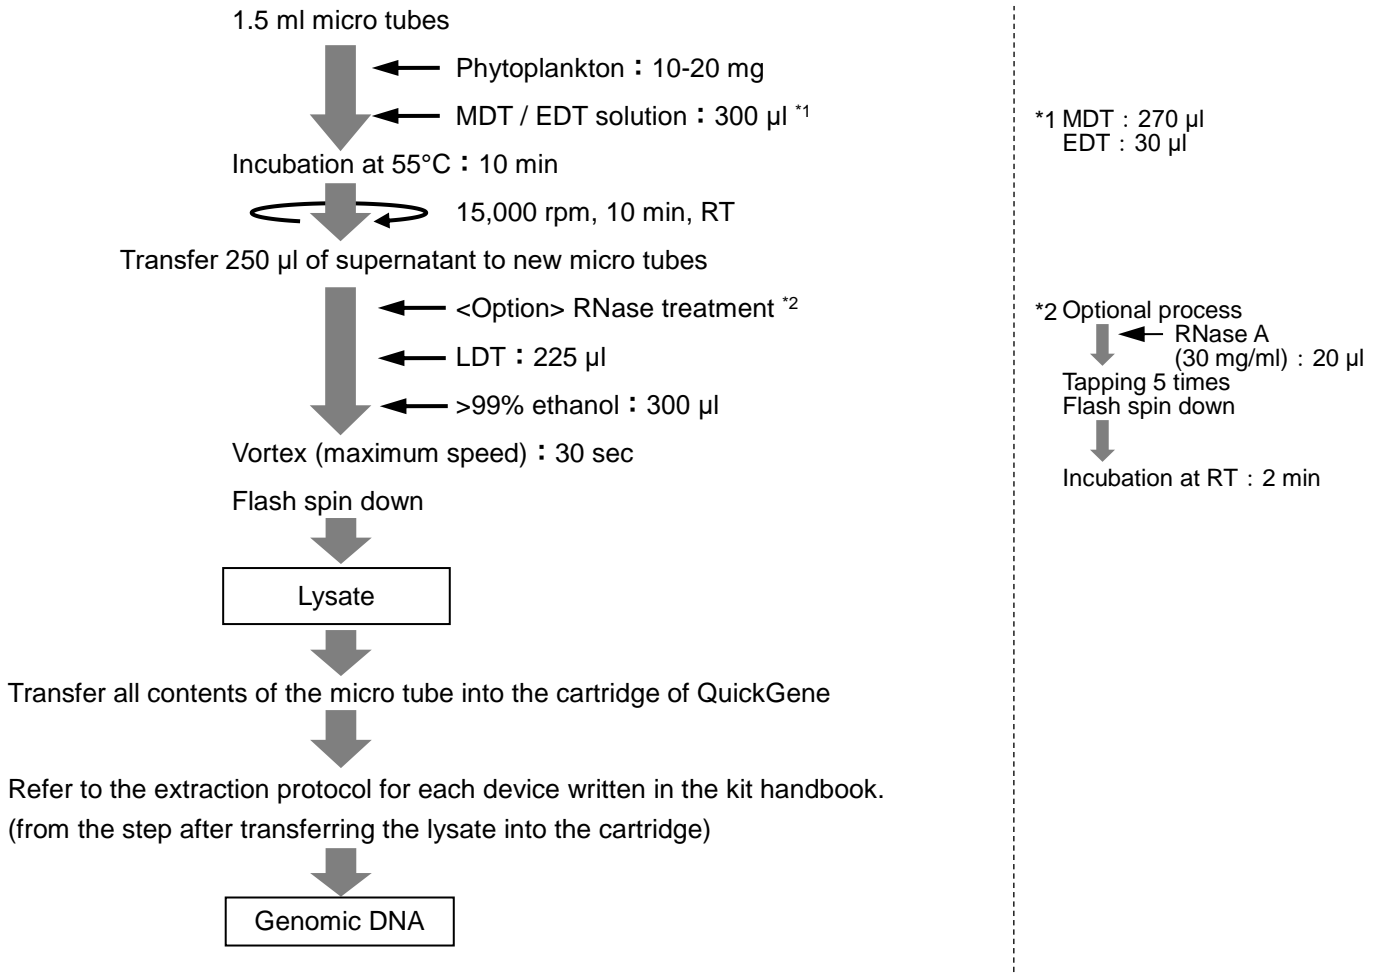 1.5 ml micro tubes
Phytoplankton：10-20 mg
MDT / EDT solution：300 µl *1
Incubation at 55°C：10 min
15,000 rpm, 10 min, RT
Transfer 250 µl of supernatant to new micro tubes
<Option> RNase treatment *2
LDT：225 µl
>99% ethanol：300 µl
Vortex (maximum speed)：30 sec
Flash spin down
Lysate
Transfer all contents of the micro tube into the cartridge of QuickGene
Refer to the extraction protocol for each device written in the kit handbook.
(from the step after transferring the lysate into the cartridge)
Genomic DNA
*1 MDT：270 µl
EDT：30 µl
*2 Optional process
RNase A
(30 mg/ml)：20 µl
Tapping 5 times
Flash spin down
Incubation at RT：2 min